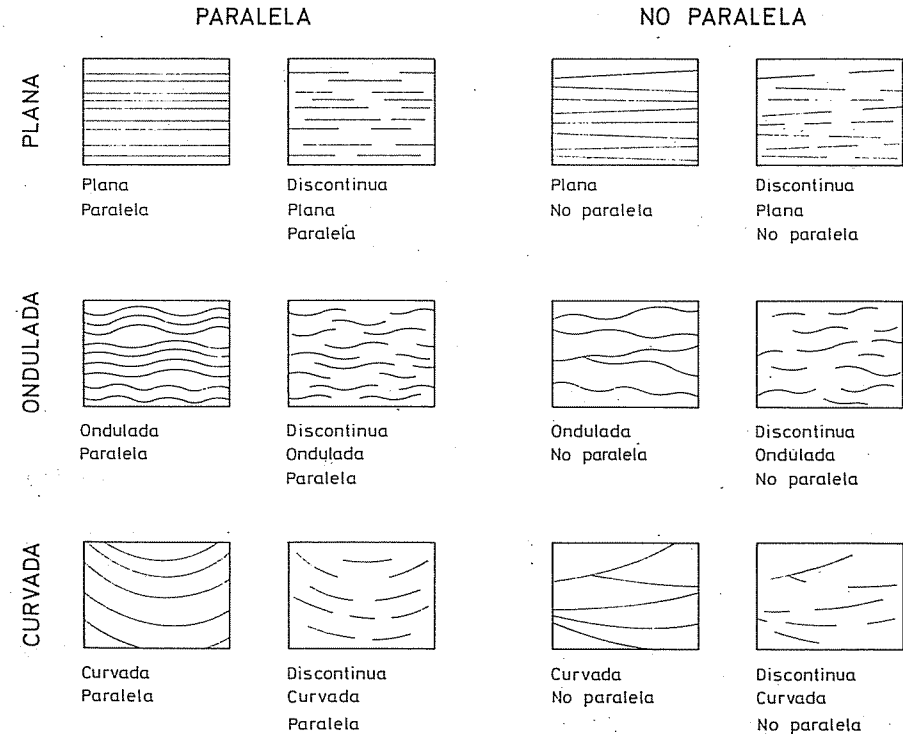 PARALELA
NO PARALELA
PLANA
Plana
Paralela
Discontinua
Plana
Paralela
Plana
No paralela
Discontinua
Plana
No paralela
ONDULADA
Ondulada
Paralela
Discontinua
Ondulada
Paralela
Ondulada
No paralela
Discontinua
Ondulada
No paralela
CURVADA
Curvada
Paralela
Discontinua
Curvada
Paralela
Curvada
No paralela
Discontinua
Curvada
No paralela